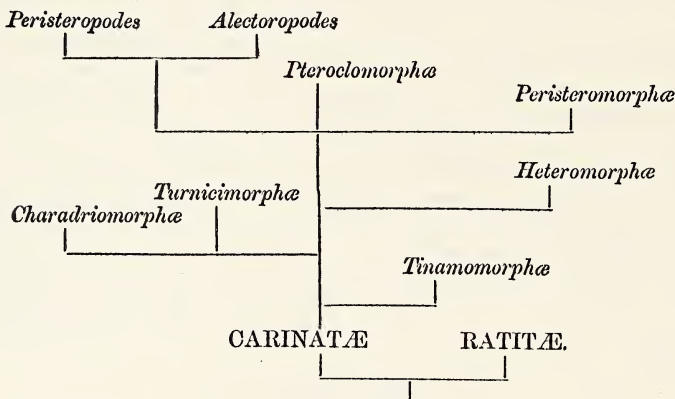 Peristeropodes Alectoropodes
Pteroclomorphæ
Peristeromorphæ
Heteromorphæ
Turnicimorphæ
Charadriomorphæ
Tinamomorphæ
CARINATÆ RATITÆ.